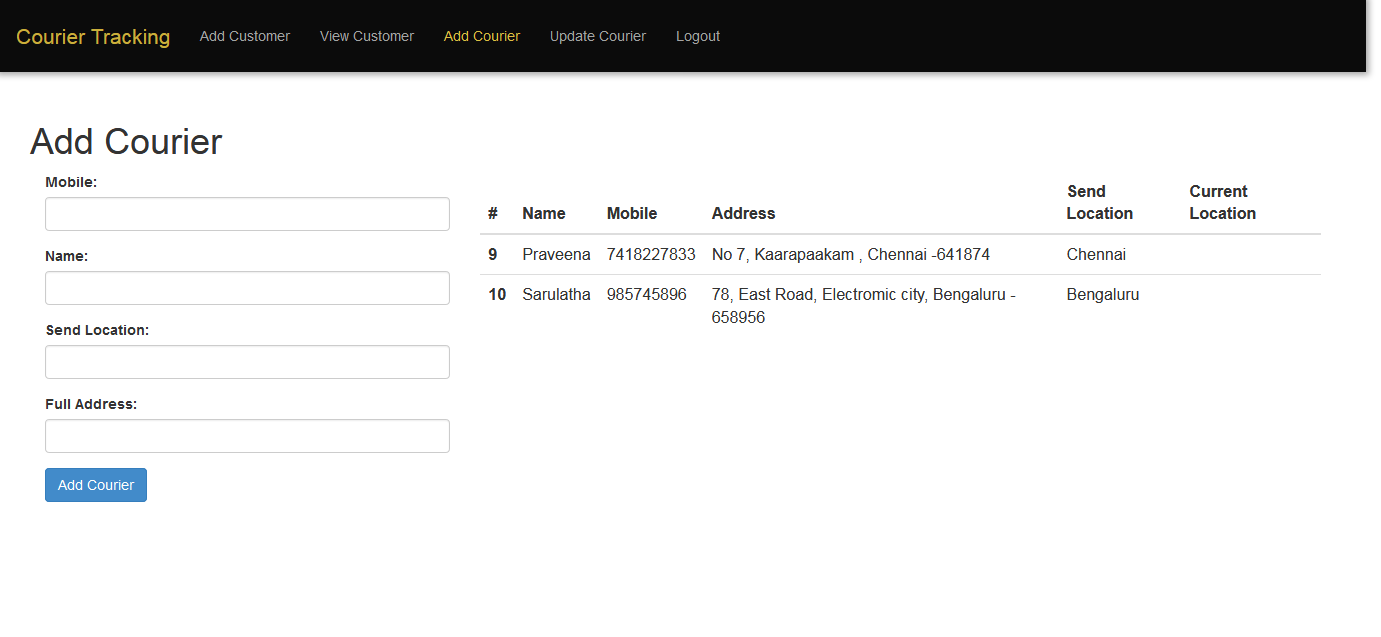 Courier Tracking Add Customer View Customer Add Courier Update Courier Logout
Add Courier
Mobile:
Name:
Send Location:
Full Address:
Add Courier
# Name Mobile Address Send Location Current Location
9 Praveena 7418227833 No 7, Kaarapaakam , Chennai -641874 Chennai
10 Sarulatha 985745896 78, East Road, Electromic city, Bengaluru - Bengaluru
658956